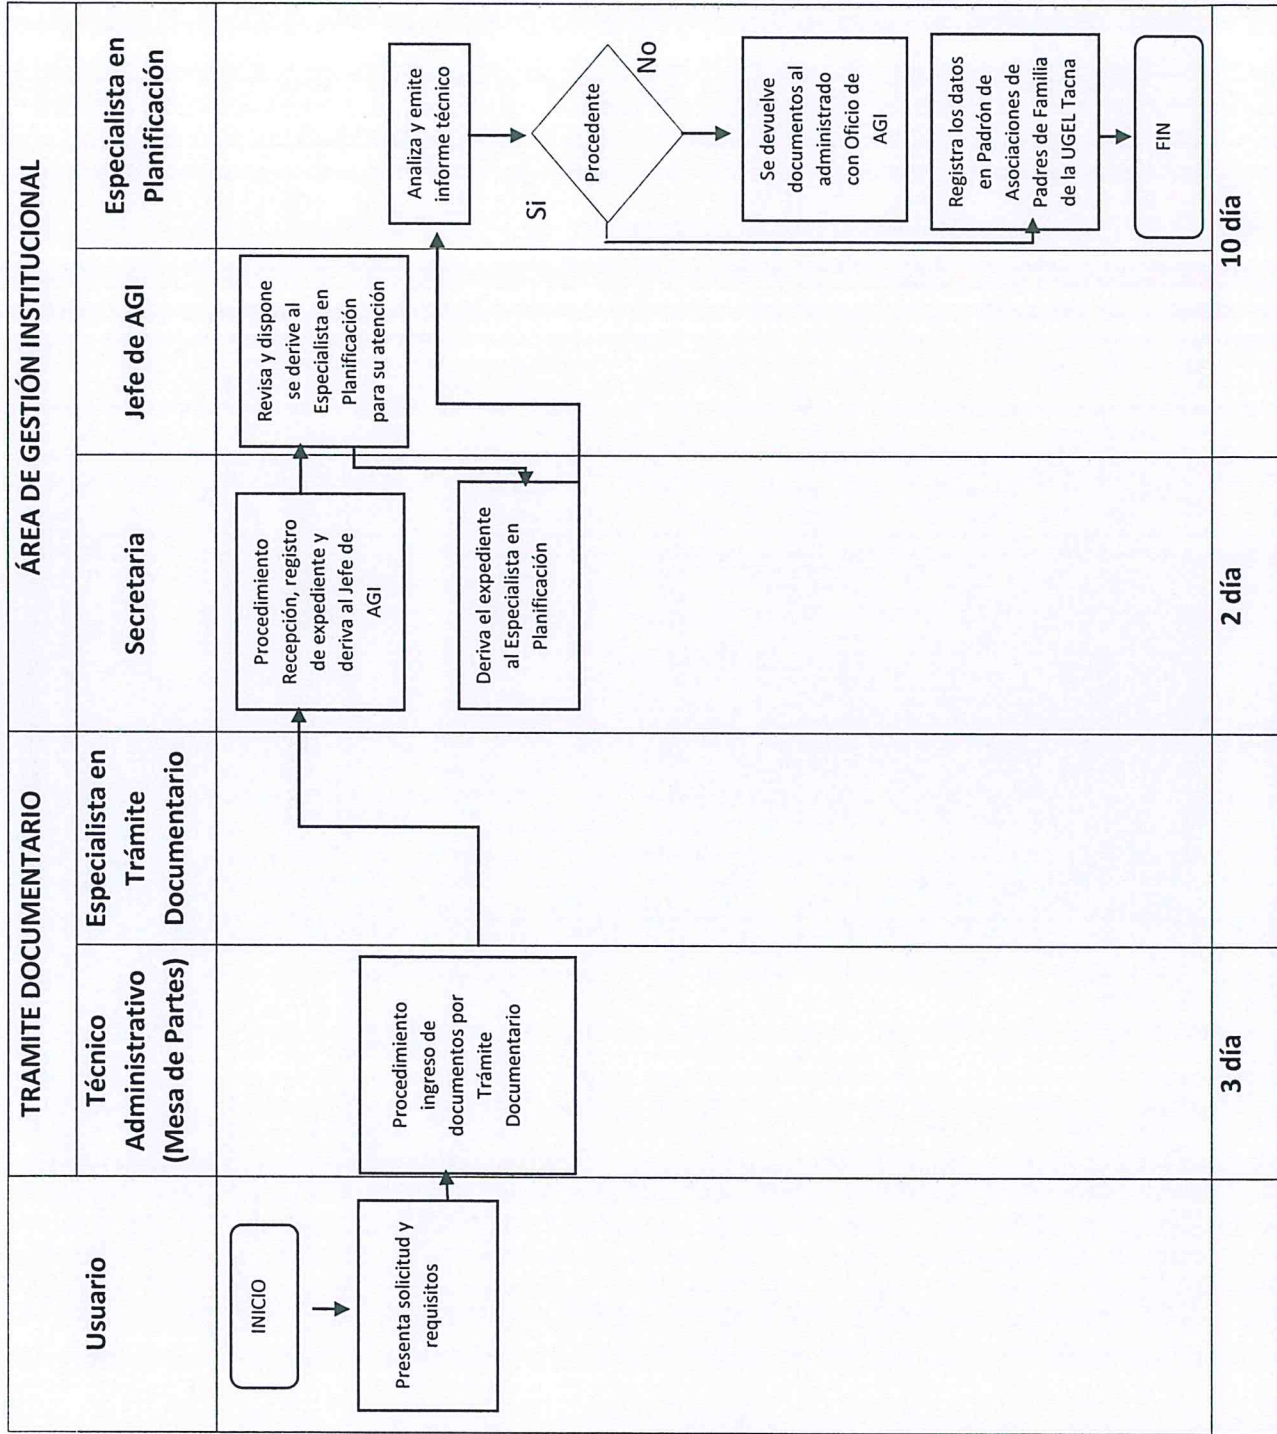 TRAMITE DOCUMENTARIO
ÁREA DE GESTIÓN INSTITUCIONAL
Usuario
Técnico
Administrativo
(Mesa de Partes)
Especialista en
Trámite
Documentario
Secretaria
Jefe de AGI
Especialista en
Planificación
INICIO
Presenta solicitud y
requisitos
Procedimiento
ingreso de
documentos por
Trámite
Documentario
Procedimiento
Recepción, registro
de expediente y
deriva al Jefe de
AGI
Revisa y dispone
se derive al
Especialista en
Planificación
para su atención
Deriva el expediente
al Especialista en
Planificación
Analiza y emite
informe técnico
Procedente
Si
No
Se devuelve
documentos al
administrado
con Oficio de
AGI
Registra los datos
en Padrón de
Asociaciones de
Padres de Familia
de la UGEL Tacna
FIN
3 día
2 día
10 día